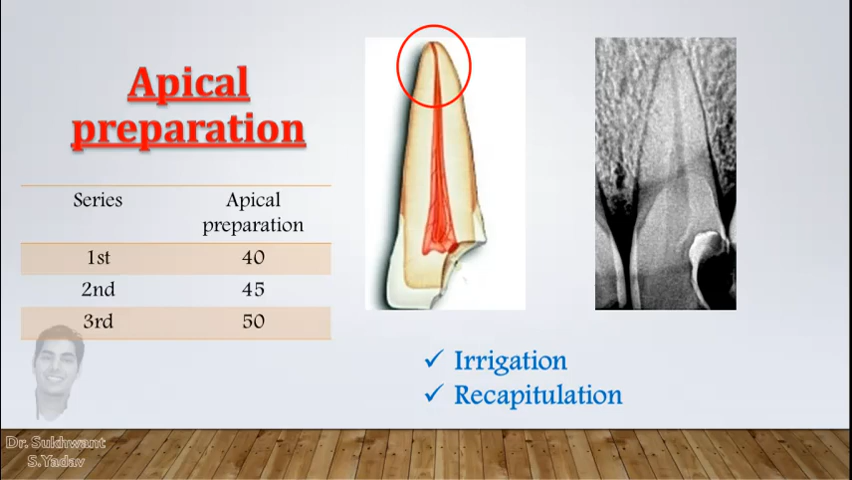 Apical
preparation
Series Apical
preparation
1st 40
2nd 45
3rd 50
✓ Irrigation
✓ Recapitulation
Dr. Sukhwant
S.Yadav